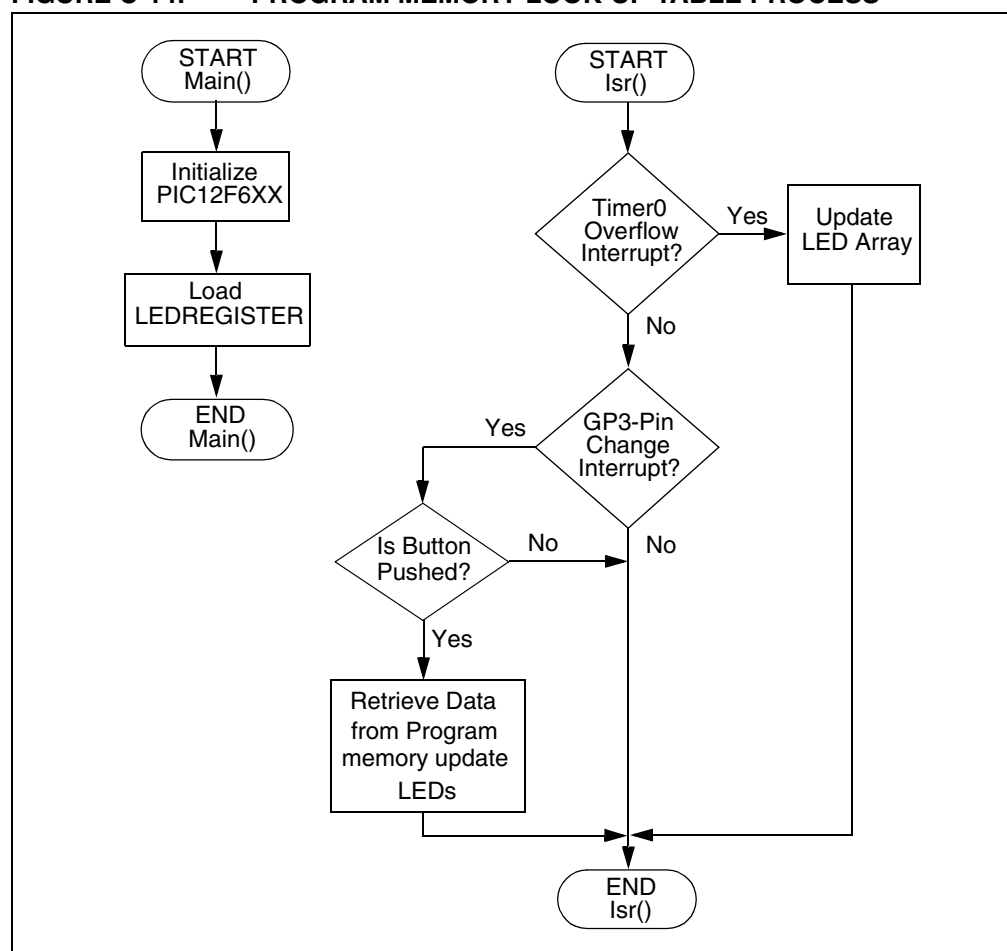 START
Main()
Initialize
PIC12F6XX
Load
LEDREGISTER
END
Main()
START
Isr()
Timer0
Overflow
Interrupt?
Yes
Update
LED Array
No
GP3-Pin
Change
Interrupt?
Yes
No
Is Button
Pushed?
No
Yes
Retrieve Data
from Program
memory update
LEDs
END
Isr()